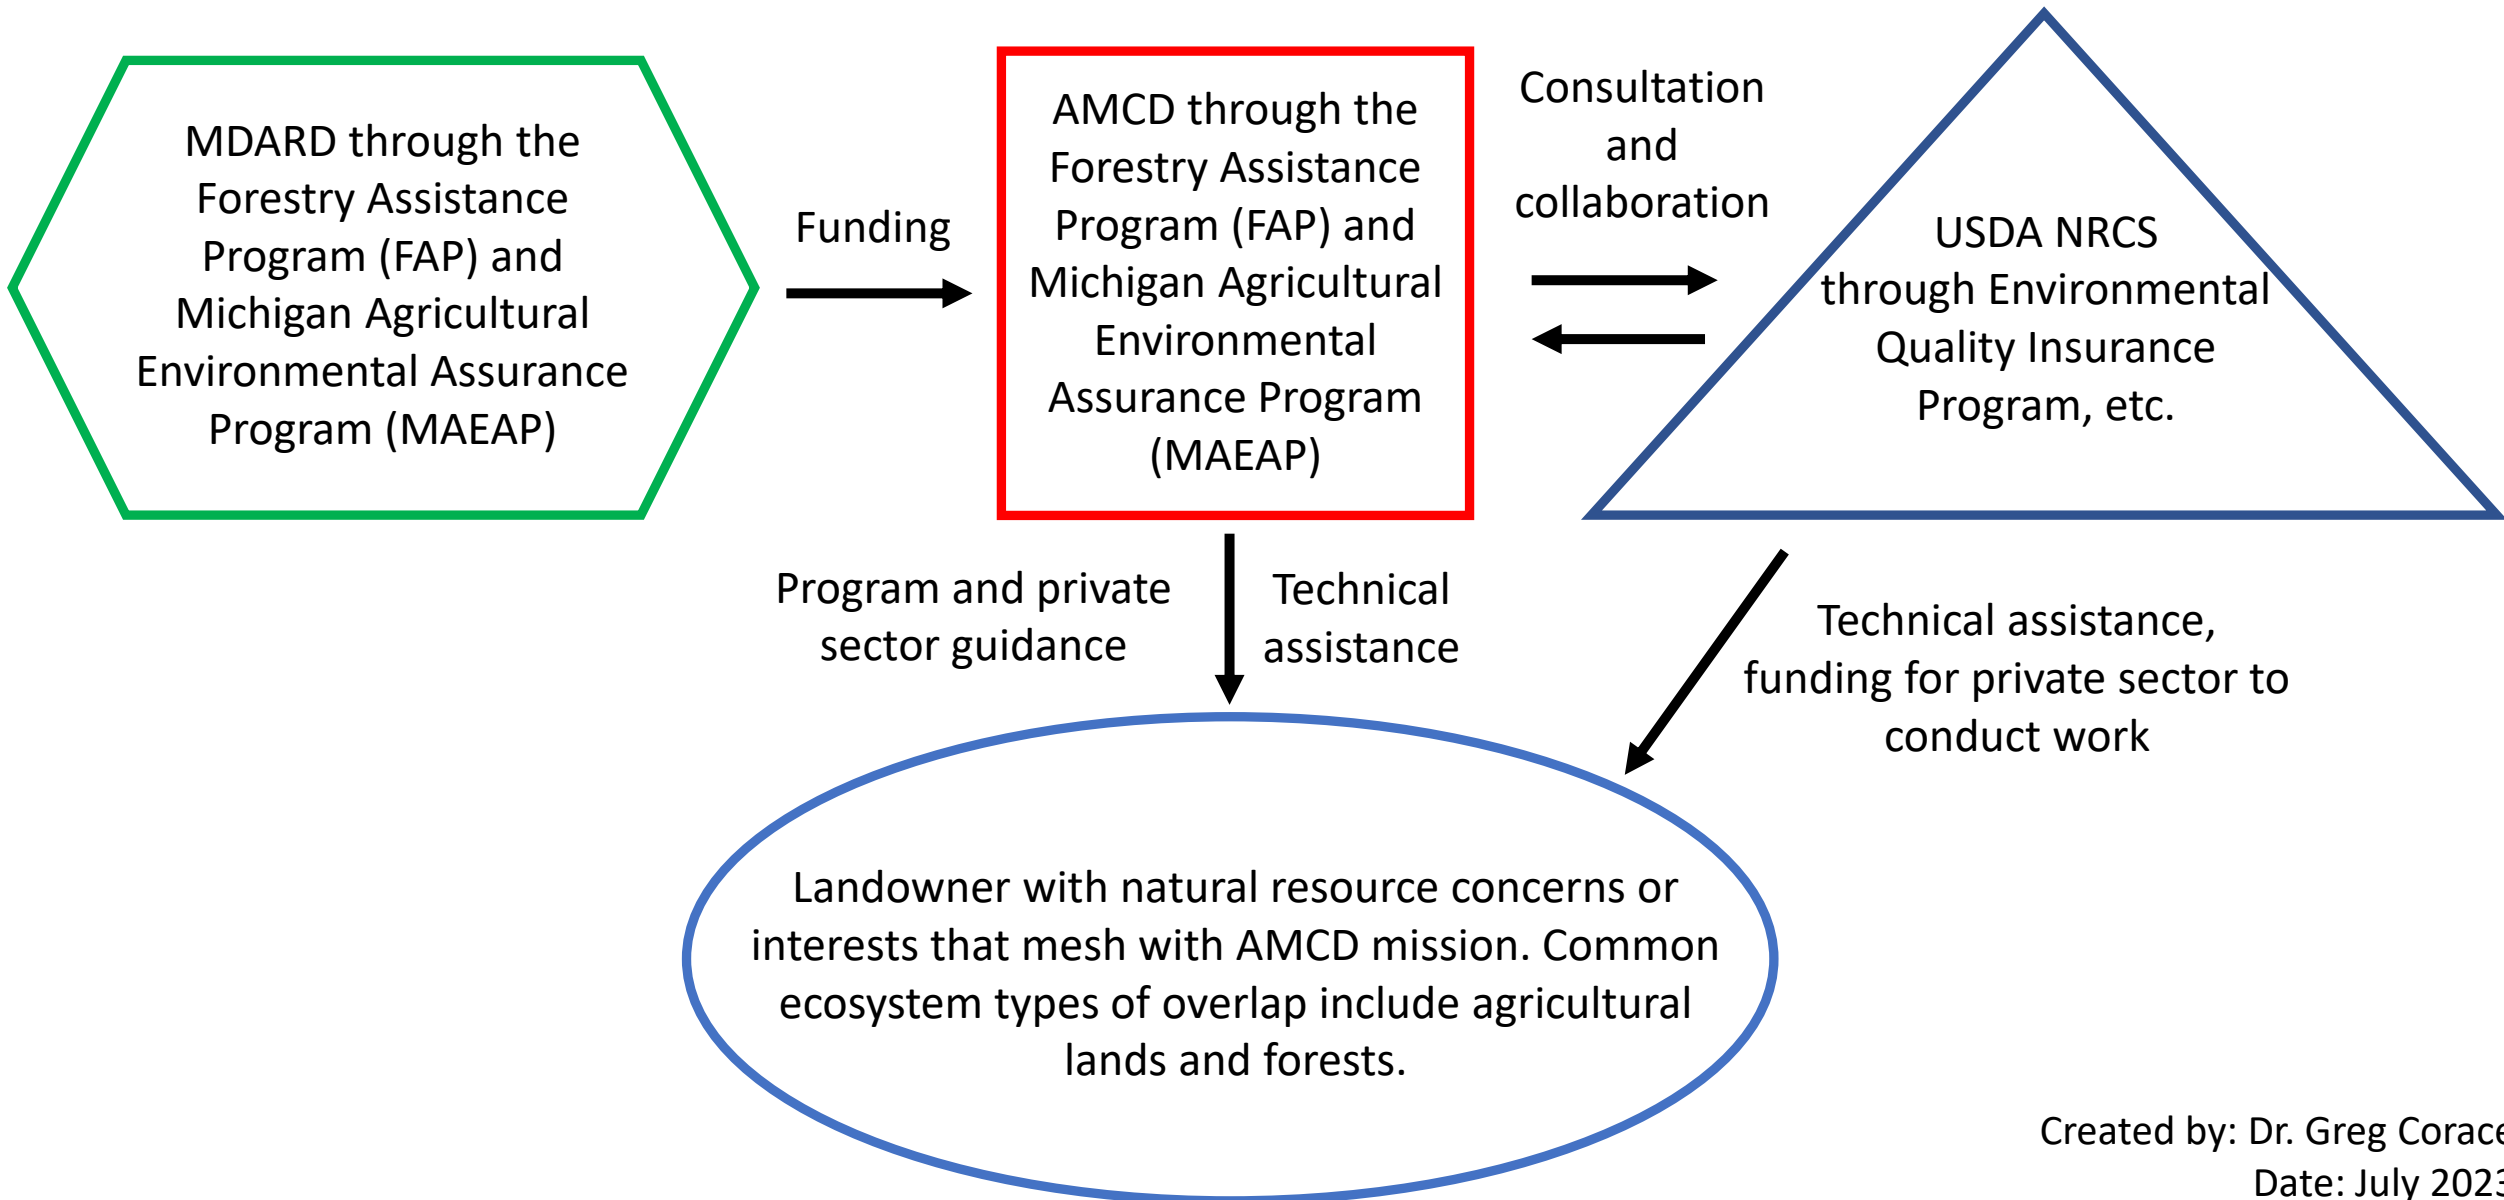 MDARD through the
Forestry Assistance
Program (FAP) and
Michigan Agricultural
Environmental Assurance
Program (MAEAP)
Funding
AMCD through the
Forestry Assistance
Program (FAP) and
Michigan Agricultural
Environmental
Assurance Program
(MAEAP)
Consultation
and
collaboration
USDA NRCS
through Environmental
Quality Insurance
Program, etc.
Program and private
sector guidance
Technical
assistance
Technical assistance,
funding for private sector to
conduct work
Landowner with natural resource concerns or
interests that mesh with AMCD mission. Common
ecosystem types of overlap include agricultural
lands and forests.
Created by: Dr. Greg Corace
Date: July 2023